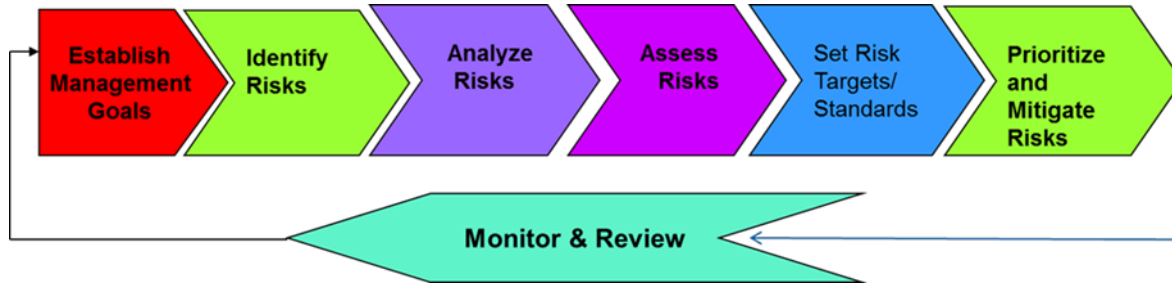 Establish
Management
Goals
Identify
Risks
Analyze
Risks
Assess
Risks
Set Risk
Targets/
Standards
Prioritize
and
Mitigate
Risks
Monitor & Review